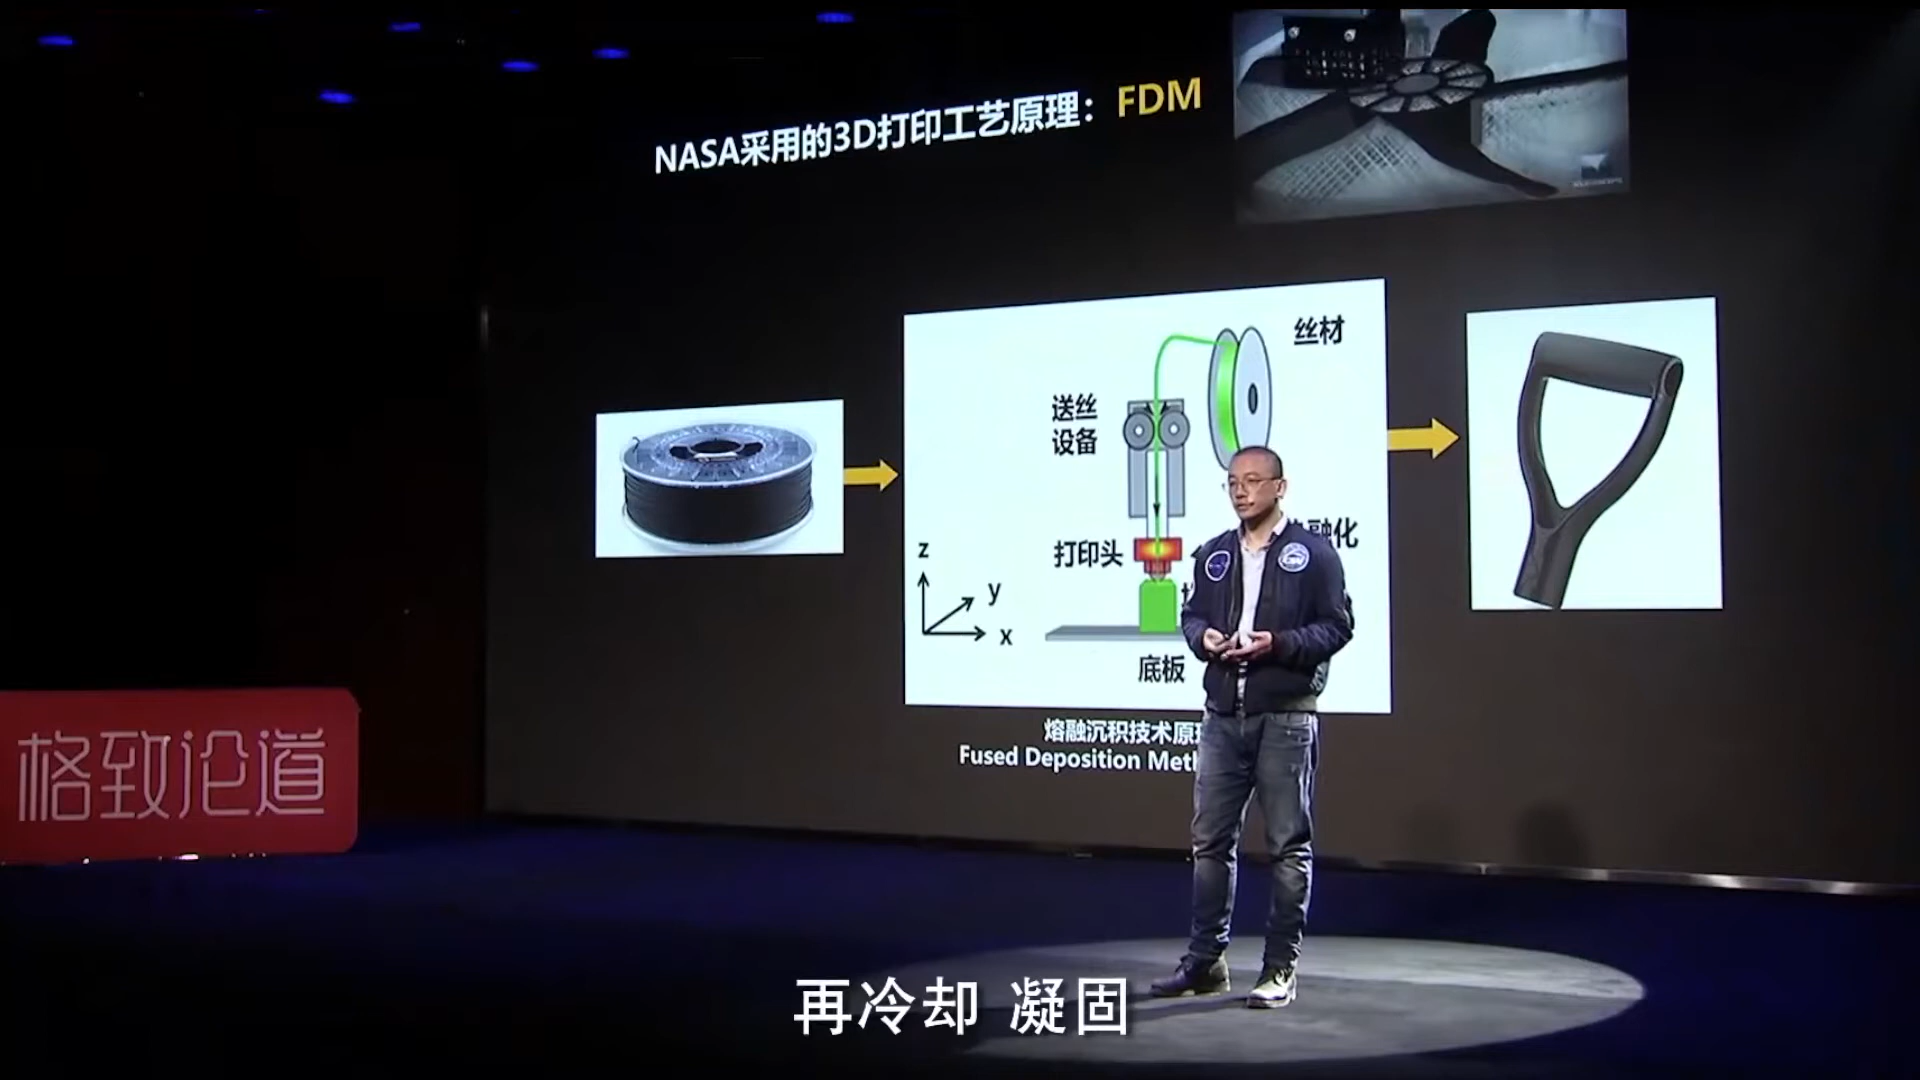 NASA采用的3D打印工艺原理：FDM
丝材
送丝
设备
打印头
融化
z
y
x
底板
熔融沉积技术原
Fused Deposition
格致论道
再冷却 凝固